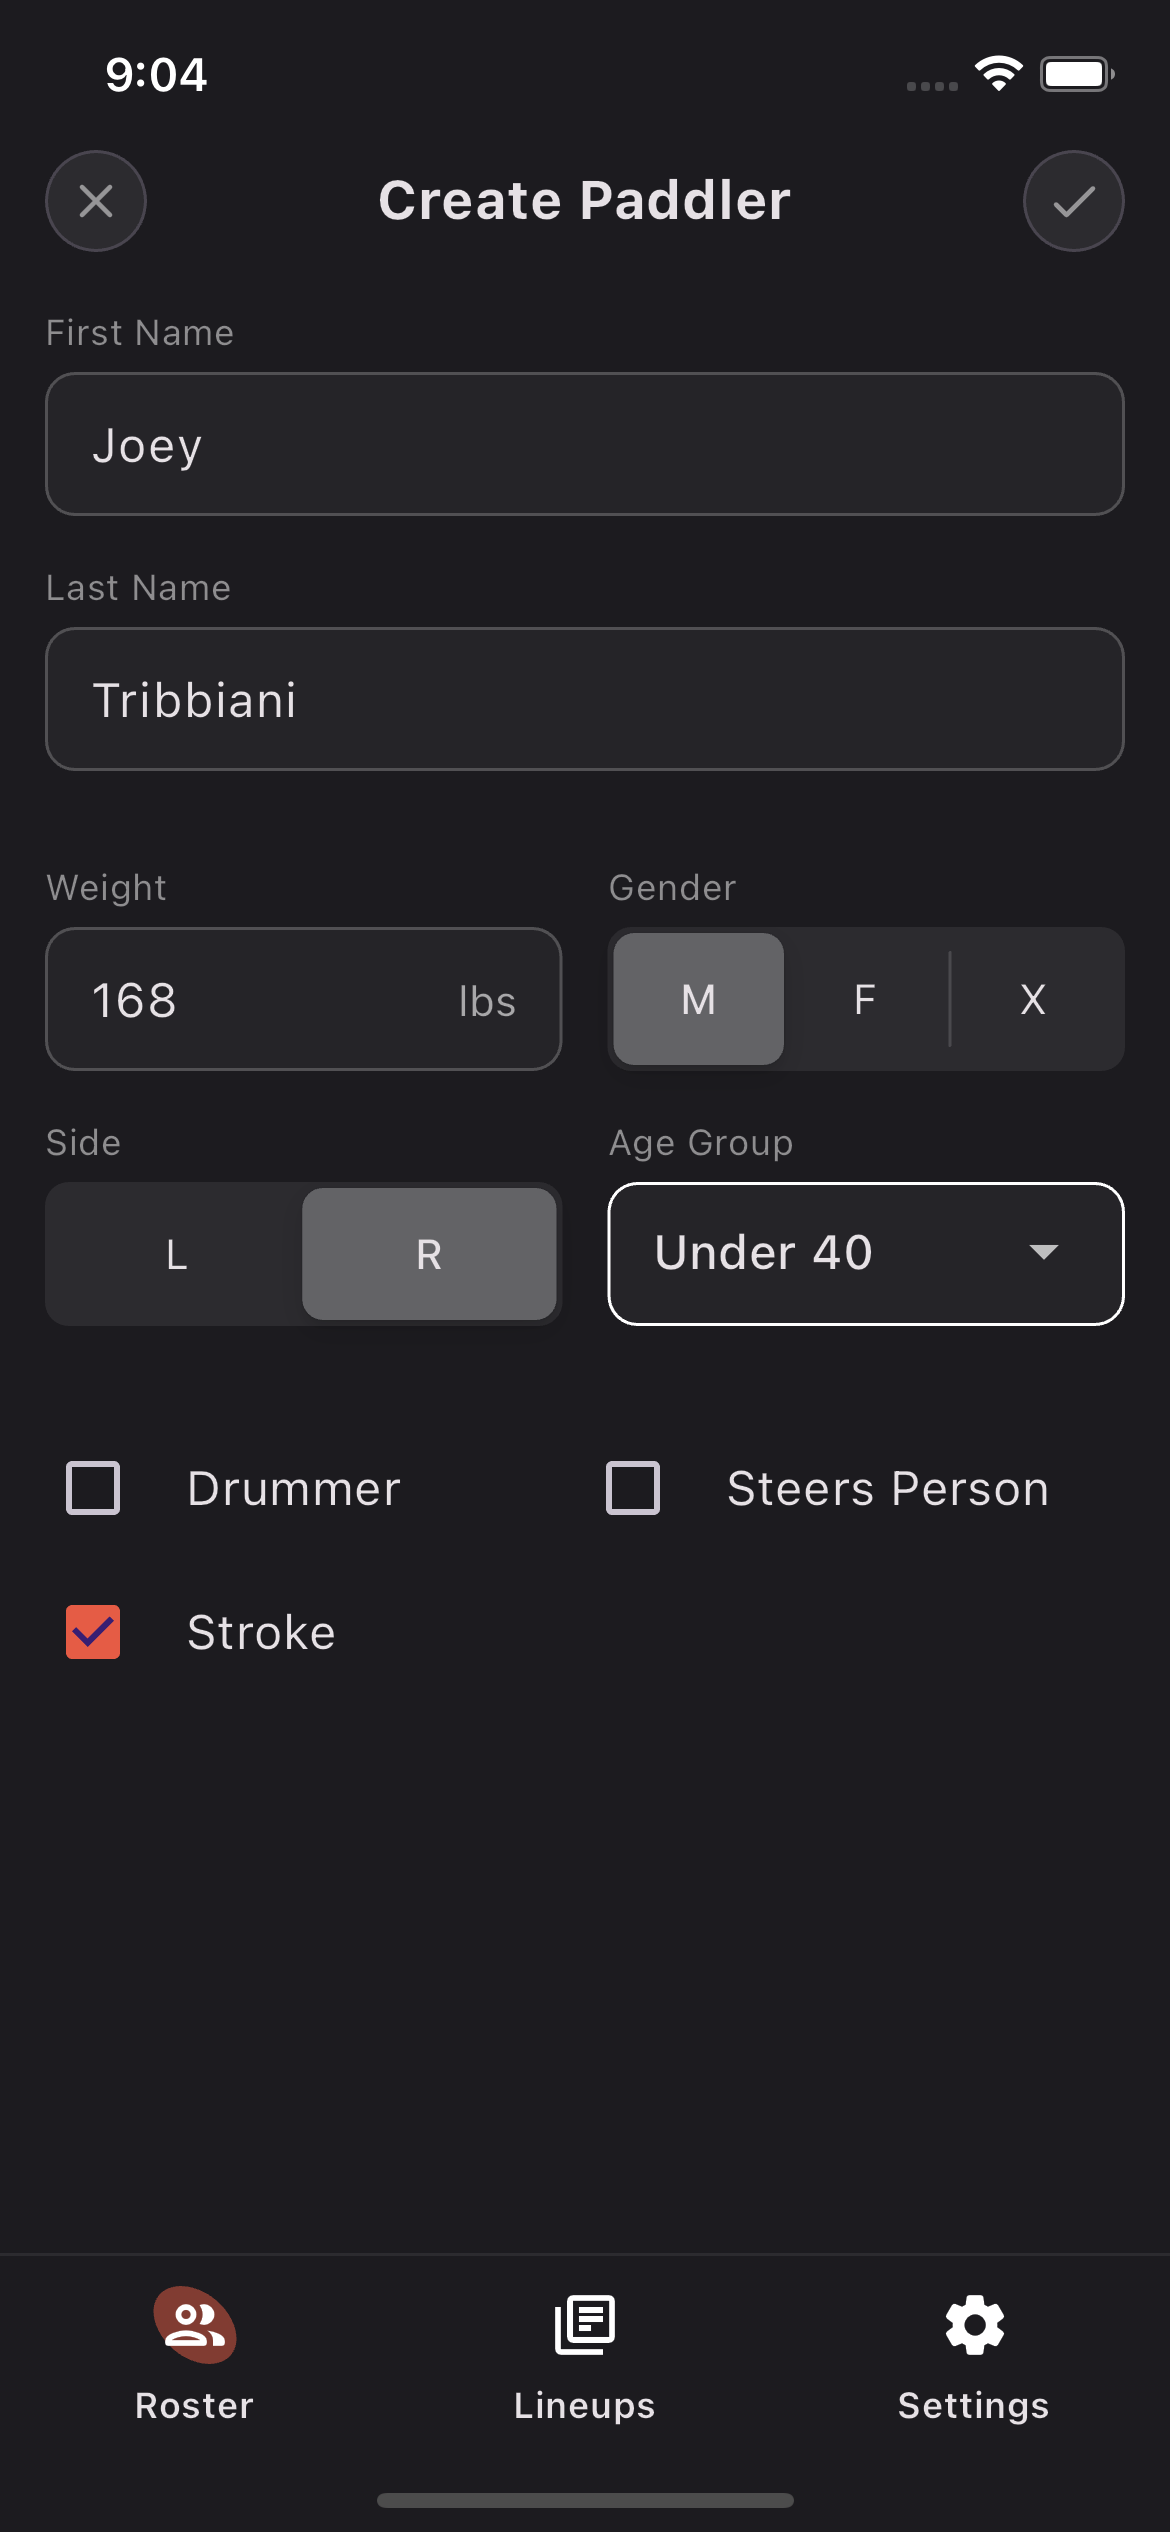 9:04
Create Paddler
First Name
Joey
Last Name
Tribbiani
Weight
Gender
168 lbs
M F X
Side
Age Group
L R
Under 40
Drummer
Steers Person
Stroke
Roster
Lineups
Settings